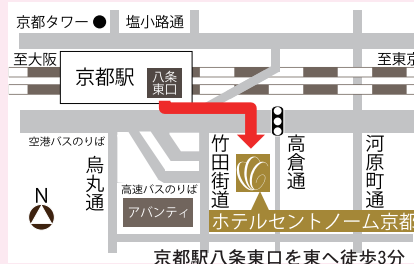 京都タワー
塩小路通
至大阪
至東京
京都駅
八条
東口
空港バスのりば
烏丸通
高速バスのりば
アバンティ
竹田街道
高倉通
河原町通
N
ホテルセントノーム京都
京都駅八条東口を東へ徒歩3分